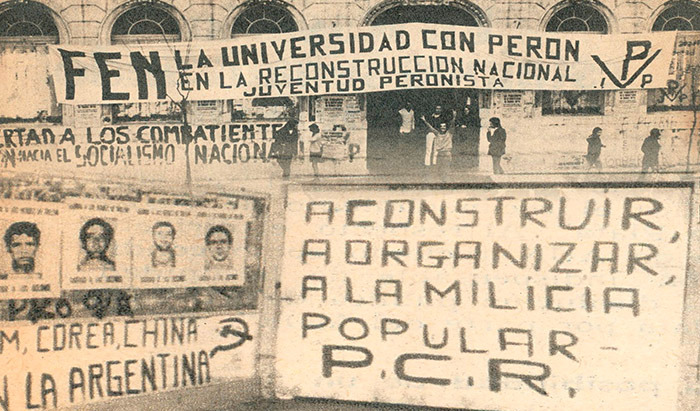 FEN LA UNIVERSIDAD CON PERON
EN LA RECONSTRUCCION NACIONAL
JUVENTUD PERONISTA
VP
A LOS COMBATIENTE
HACIA EL SOCIALISMO NACIONAL
A CONSTRUIR,
A ORGANIZAR,
A LA MILICIA
POPULAR -
P.C.R.
COREA, CHINA
LA ARGENTINA